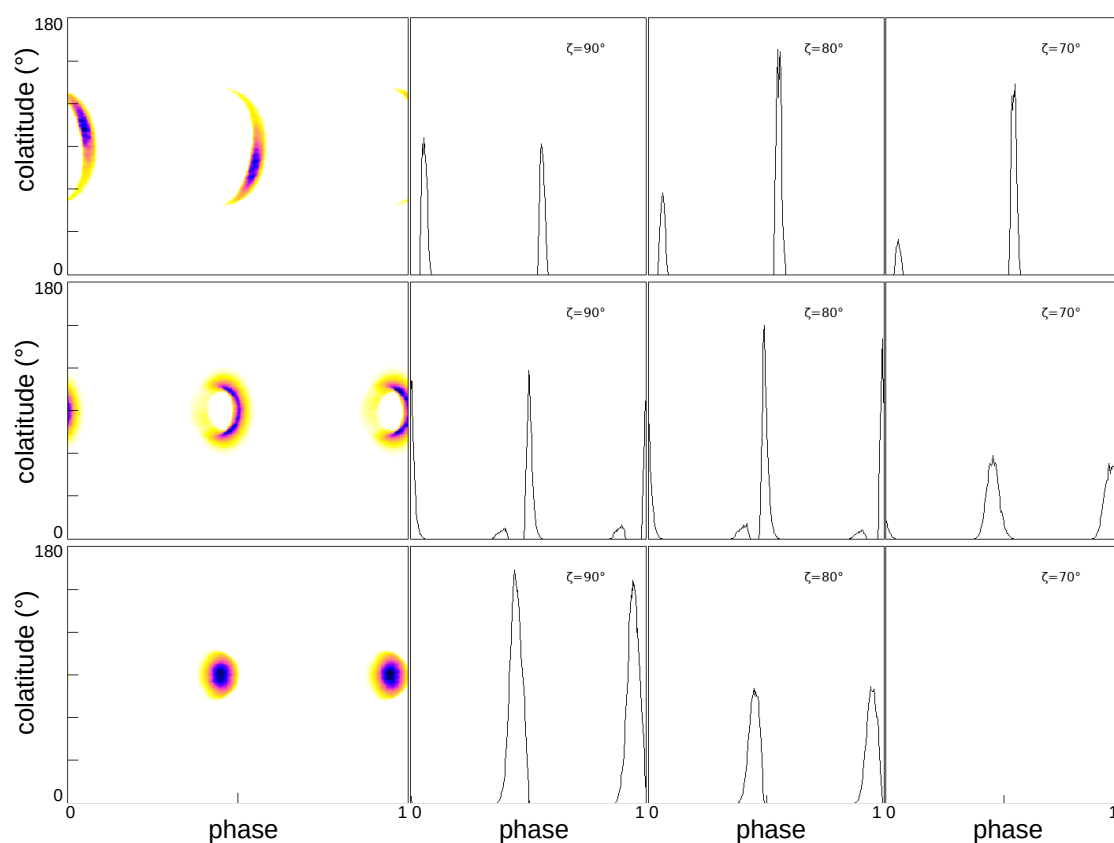 180
colatitude (°)
0
ζ=90°
ζ=80°
ζ=70°
180
colatitude (°)
0
ζ=90°
ζ=80°
ζ=70°
180
colatitude (°)
0
ζ=90°
ζ=80°
ζ=70°
0 1 0 1 0 1 0 1
phase phase phase phase